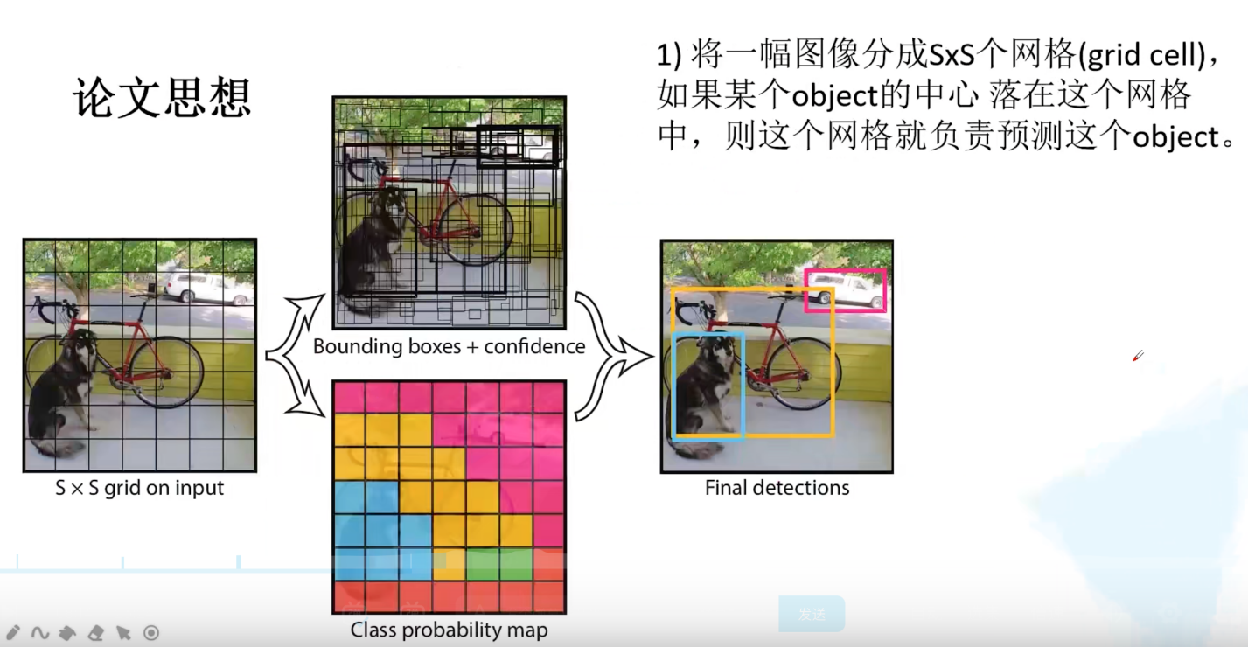 论文思想
1) 将一幅图像分成SxS个网格(grid cell)，
如果某个object的中心 落在这个网格
中，则这个网格就负责预测这个object。
Bounding boxes + confidence
S × S grid on input
Final detections
Class probability map
发送